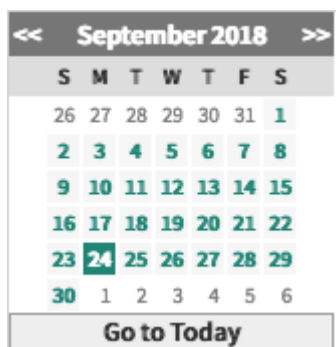 << September 2018 >>
S M T W T F S
26 27 28 29 30 31 1
2 3 4 5 6 7 8
9 10 11 12 13 14 15
16 17 18 19 20 21 22
23 24 25 26 27 28 29
30 1 2 3 4 5 6
Go to Today